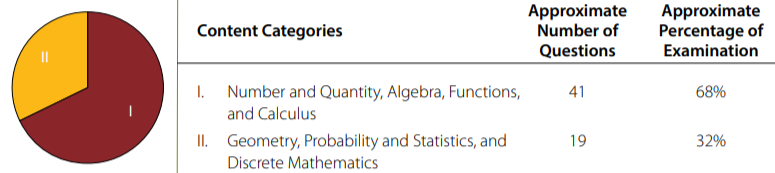 II
I
Content Categories
Approximate Number of Questions
Approximate Percentage of Examination
I. Number and Quantity, Algebra, Functions, 41 68%
and Calculus
II. Geometry, Probability and Statistics, and 19 32%
Discrete Mathematics